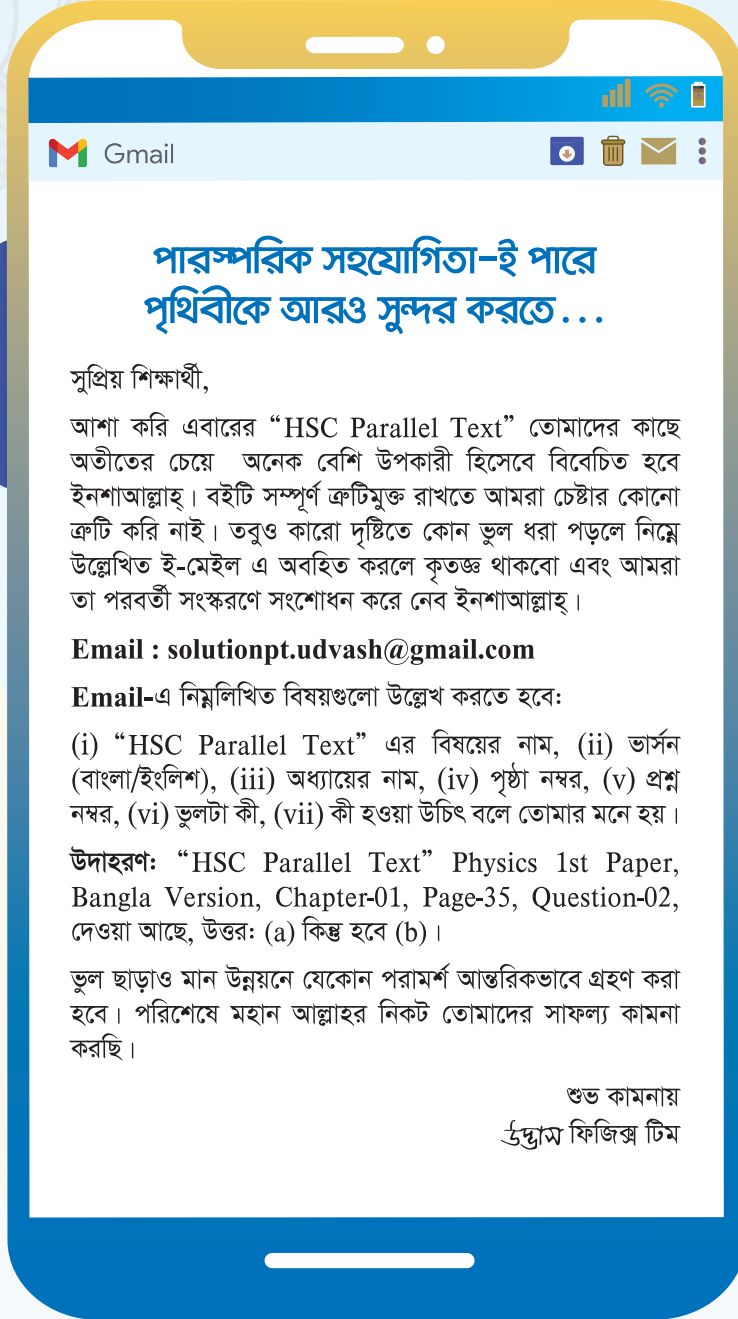 Gmail
পারস্পরিক সহযোগিতা-ই পারে
পৃথিবীকে আরও সুন্দর করতে...
সুপ্রিয় শিক্ষার্থী,
আশা করি এবারের “HSC Parallel Text” তোমাদের কাছে
অতীতের চেয়ে অনেক বেশি উপকারী হিসেবে বিবেচিত হবে
ইনশাআল্লাহ্। বইটি সম্পূর্ণ ত্রুটিমুক্ত রাখতে আমরা চেষ্টার কোনো
ত্রুটি করি নাই। তবুও কারো দৃষ্টিতে কোন ভুল ধরা পড়লে নিম্নে
উল্লেখিত ই-মেইল এ অবহিত করলে কৃতজ্ঞ থাকবো এবং আমরা
তা পরবর্তী সংস্করণে সংশোধন করে নেব ইনশাআল্লাহ্।
Email : solutionpt.udvash@gmail.com
Email-এ নিম্নলিখিত বিষয়গুলো উল্লেখ করতে হবে:
(i) “HSC Parallel Text” এর বিষয়ের নাম, (ii) ভার্সন
(বাংলা/ইংলিশ), (iii) অধ্যায়ের নাম, (iv) পৃষ্ঠা নম্বর, (v) প্রশ্ন
নম্বর, (vi) ভুলটা কী, (vii) কী হওয়া উচিৎ বলে তোমার মনে হয়।
উদাহরণ: “HSC Parallel Text” Physics 1st Paper,
Bangla Version, Chapter-01, Page-35, Question-02,
দেওয়া আছে, উত্তর: (a) কিন্তু হবে (b)।
ভুল ছাড়াও মান উন্নয়নে যেকোন পরামর্শ আন্তরিকভাবে গ্রহণ করা
হবে। পরিশেষে মহান আল্লাহর নিকট তোমাদের সাফল্য কামনা
করছি।
শুভ কামনায়
উদ্ভাস ফিজিক্স টিম